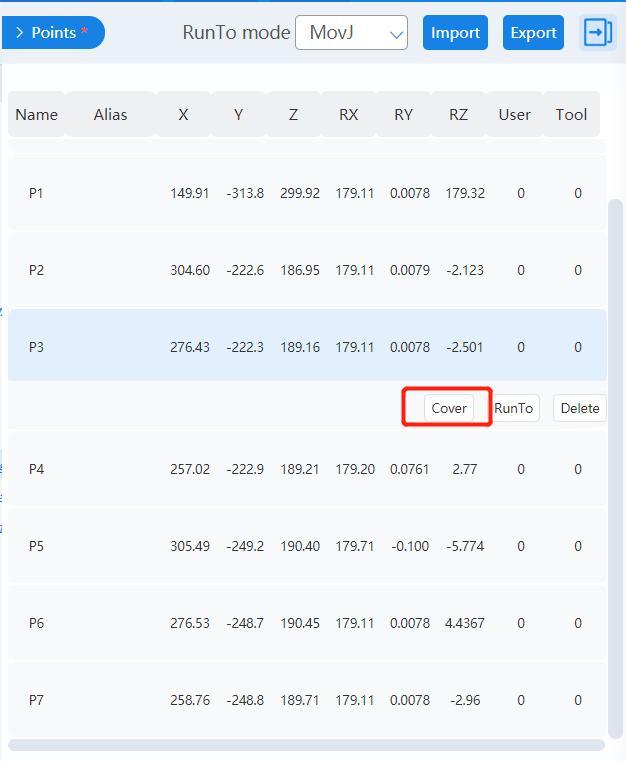 > Points *
RunTo mode MovJ Import Export
Name Alias X Y Z RX RY RZ User Tool
P1 149.91 -313.8 299.92 179.11 0.0078 179.32 0 0
P2 304.60 -222.6 186.95 179.11 0.0079 -2.123 0 0
P3 276.43 -222.3 189.16 179.11 0.0078 -2.501 0 0
Cover RunTo Delete
P4 257.02 -222.9 189.21 179.20 0.0761 2.77 0 0
P5 305.49 -249.2 190.40 179.71 -0.100 -5.774 0 0
P6 276.53 -248.7 190.45 179.11 0.0078 4.4367 0 0
P7 258.76 -248.8 189.71 179.11 0.0078 -2.96 0 0